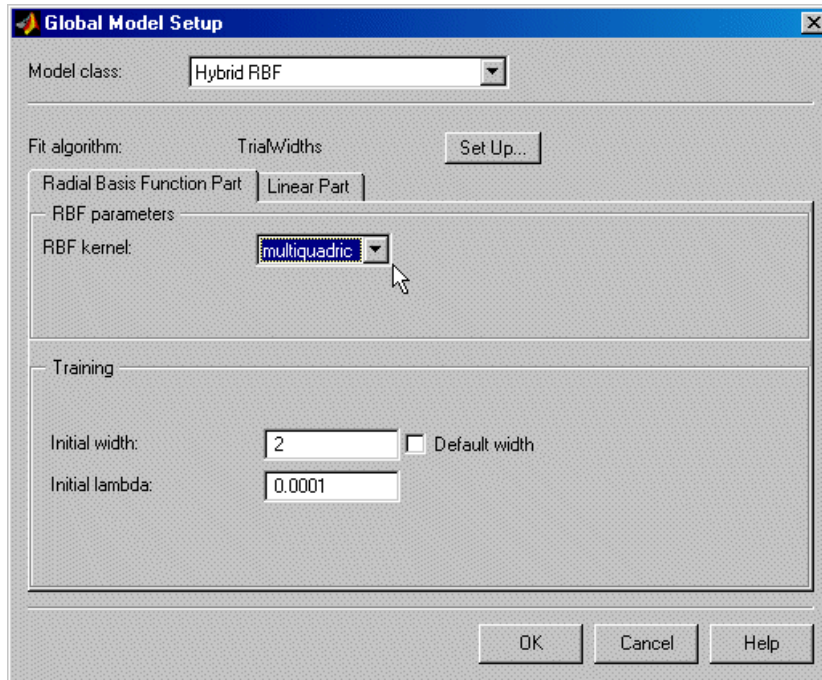 Global Model Setup
Model class: Hybrid RBF
Fit algorithm: TrialWidths Set Up...
Radial Basis Function Part Linear Part
RBF parameters
RBF kernel: multiquadric
Training
Initial width: 2 Default width
Initial lambda: 0.0001
OK Cancel Help